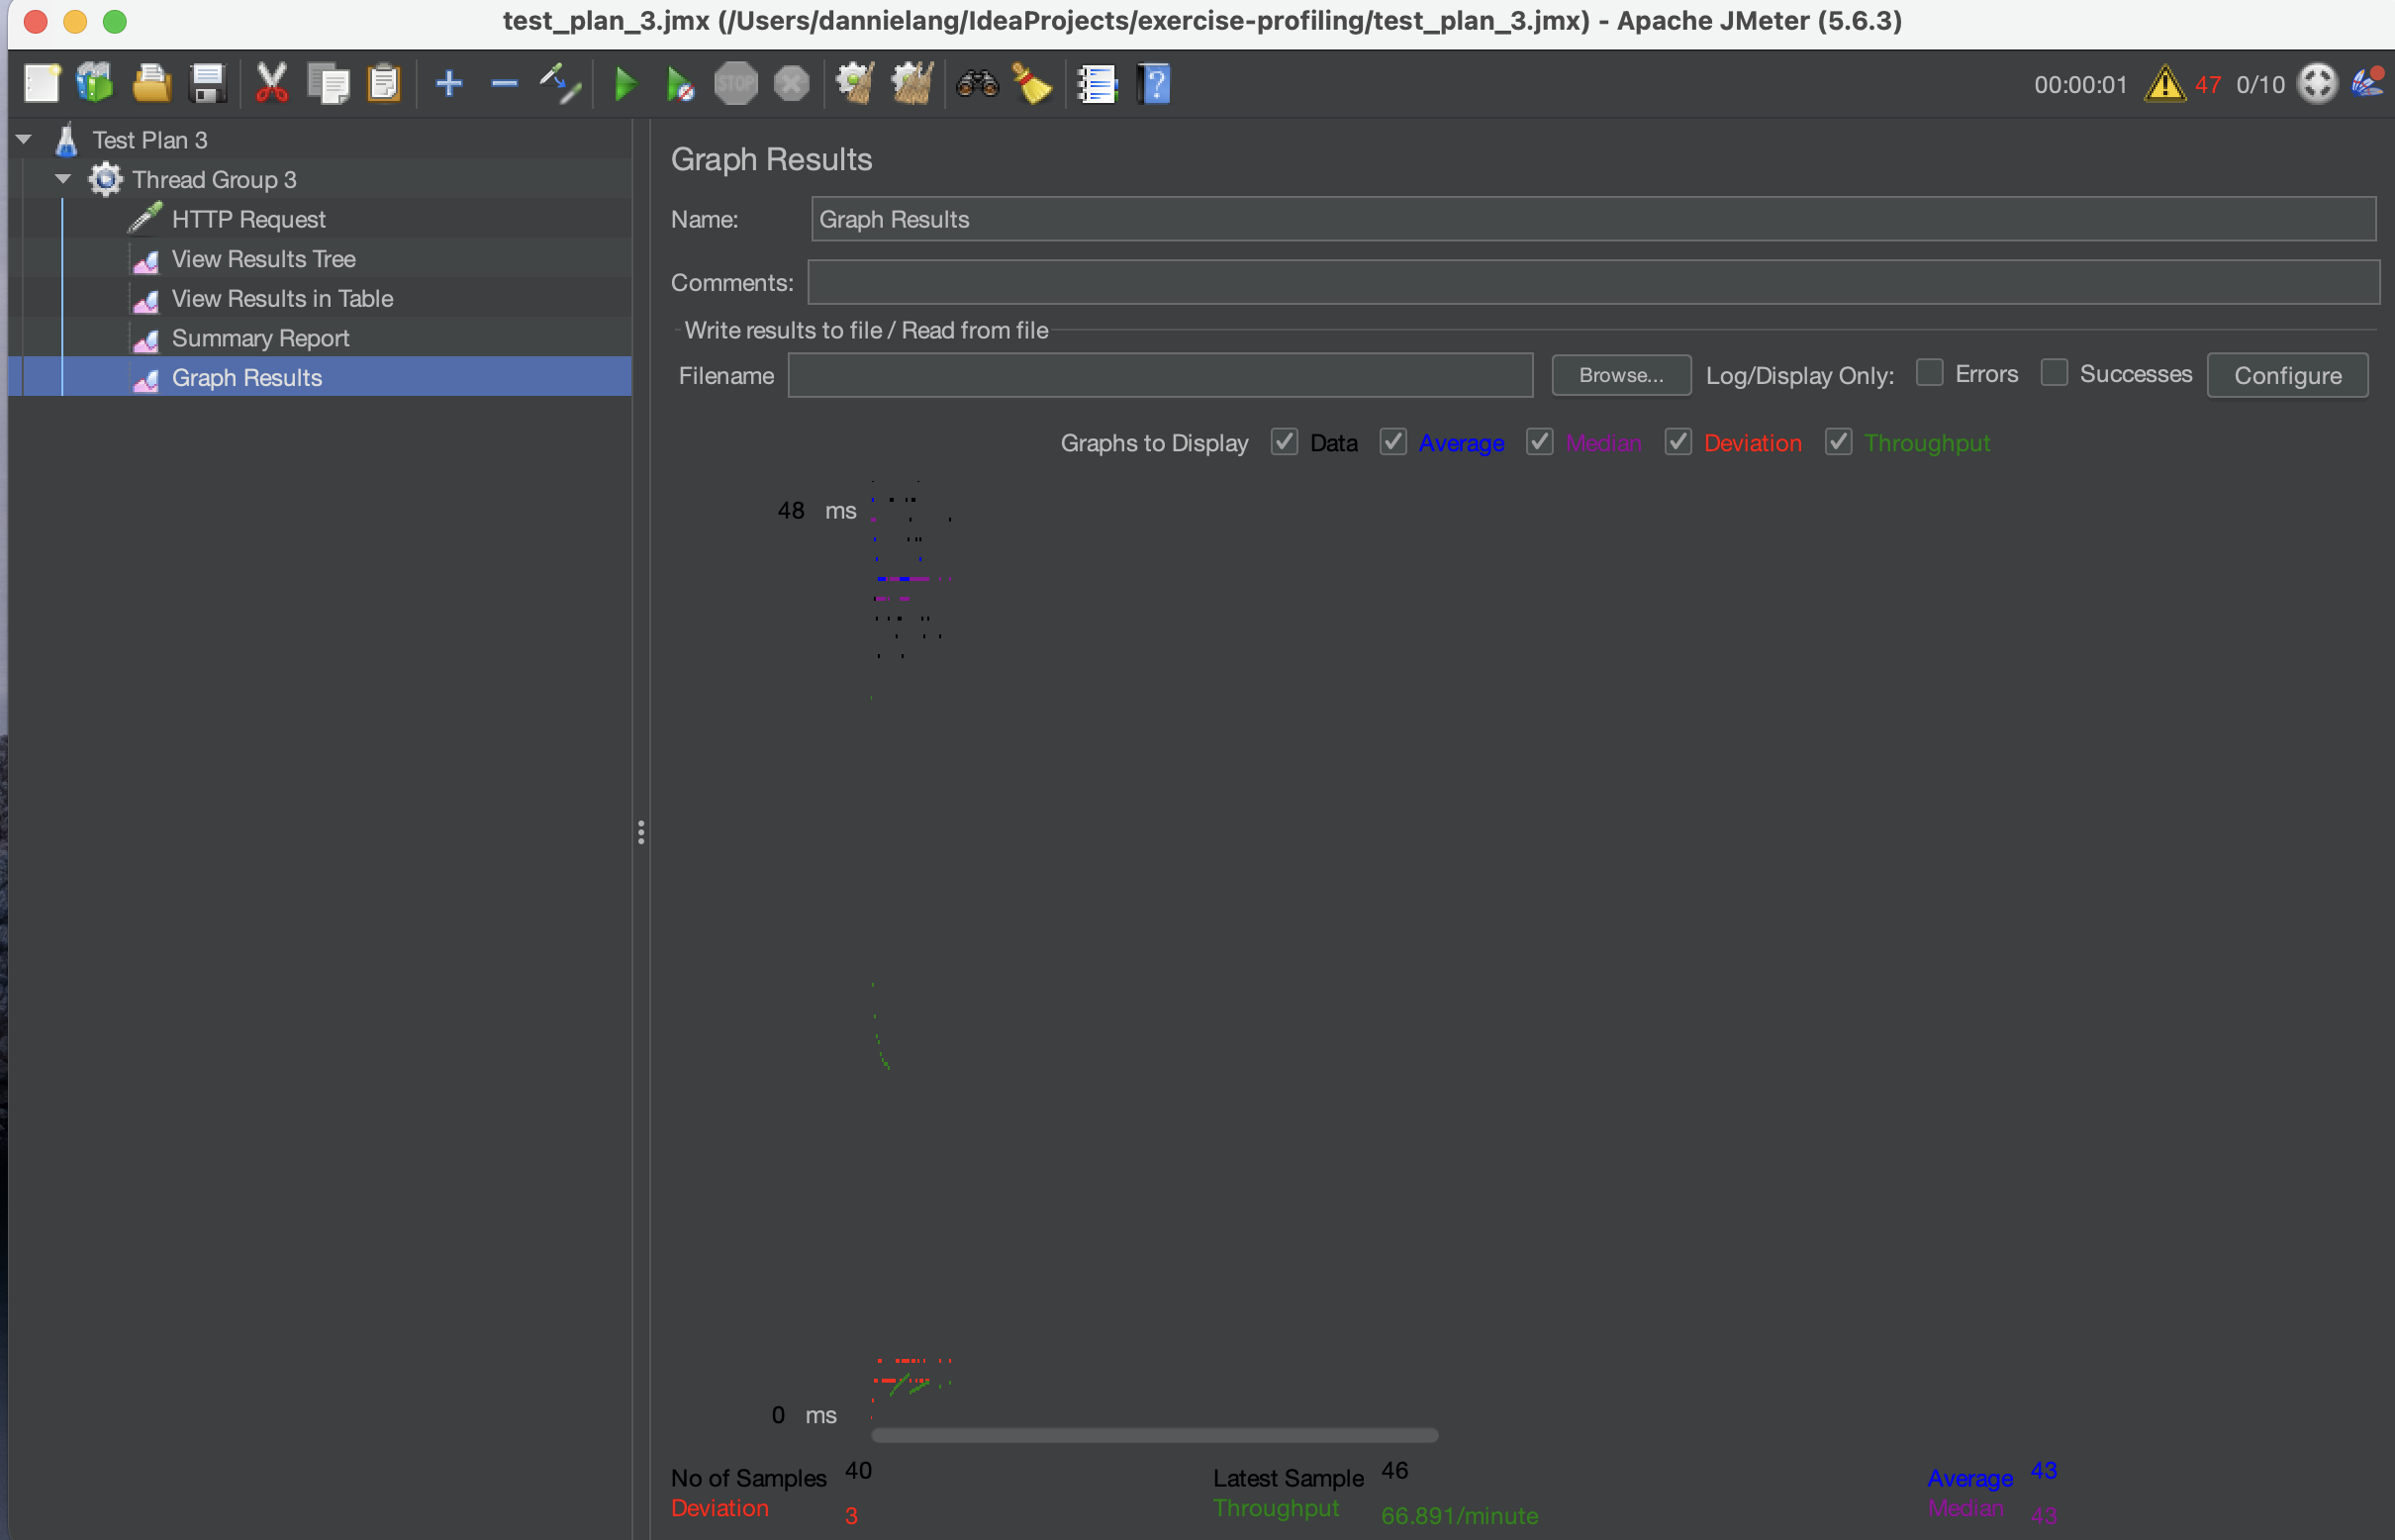 test_plan_3.jmx (/Users/dannielang/IdeaProjects/exercise-profiling/test_plan_3.jmx) - Apache JMeter (5.6.3)
STOP
00:00:01 47 0/10
Test Plan 3
Thread Group 3
HTTP Request
View Results Tree
View Results in Table
Summary Report
Graph Results
Graph Results
Name: Graph Results
Comments:
Write results to file / Read from file
Filename Browse... Log/Display Only: Errors Successes Configure
Graphs to Display Data Average Median Deviation Throughput
48 ms
0 ms
No of Samples 40 Latest Sample 46 Average 43
Deviation 3 Throughput 66.891/minute Median 43